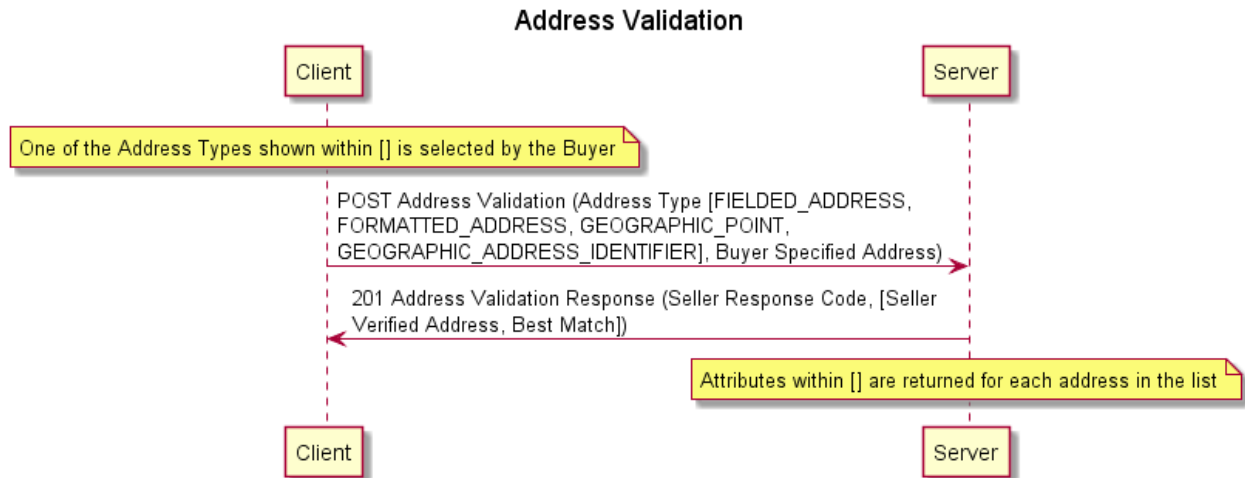 Address Validation
Client
Server
One of the Address Types shown within [] is selected by the Buyer
POST Address Validation (Address Type [FIELDED_ADDRESS,
FORMATTED_ADDRESS, GEOGRAPHIC_POINT,
GEOGRAPHIC_ADDRESS_IDENTIFIER], Buyer Specified Address)
201 Address Validation Response (Seller Response Code, [Seller
Verified Address, Best Match])
Attributes within [] are returned for each address in the list
Client
Server